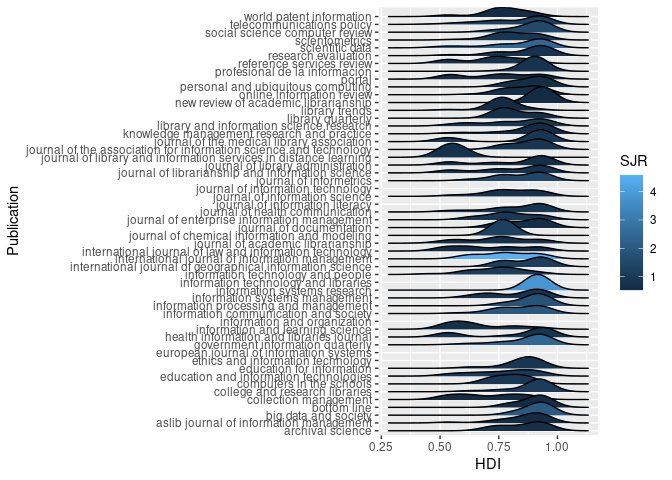 world patent information
telecommunications policy
social science computer review
scientometrics
scientific data
research evaluation
reference services review
profesional de la informacion
portal
personal and ubiquitous computing
online information review
new review of academic librarianship
library trends
library quarterly
library and information science research
knowledge management research and practice
journal of the medical library association
journal of the association for information science and technology
journal of library and information services in distance learning
journal of library administration
journal of librarianship and information science
journal of informetrics
journal of information technology
journal of information science
journal of information literacy
journal of health communication
journal of enterprise information management
journal of documentation
journal of chemical information and modeling
journal of academic librarianship
international journal of law and information technology
international journal of information management
international journal of geographical information science
information technology and people
information technology and libraries
information systems research
information systems management
information processing and management
information communication and society
information and organization
information and learning science
health information and libraries journal
government information quarterly
european journal of information systems
ethics and information technology
education for information
education and information technologies
computers in the schools
college and research libraries
collection management
bottom line
big data and society
aslib journal of information management
archival science
Publication
0.25 0.50 0.75 1.00
HDI
SJR
4
3
2
1